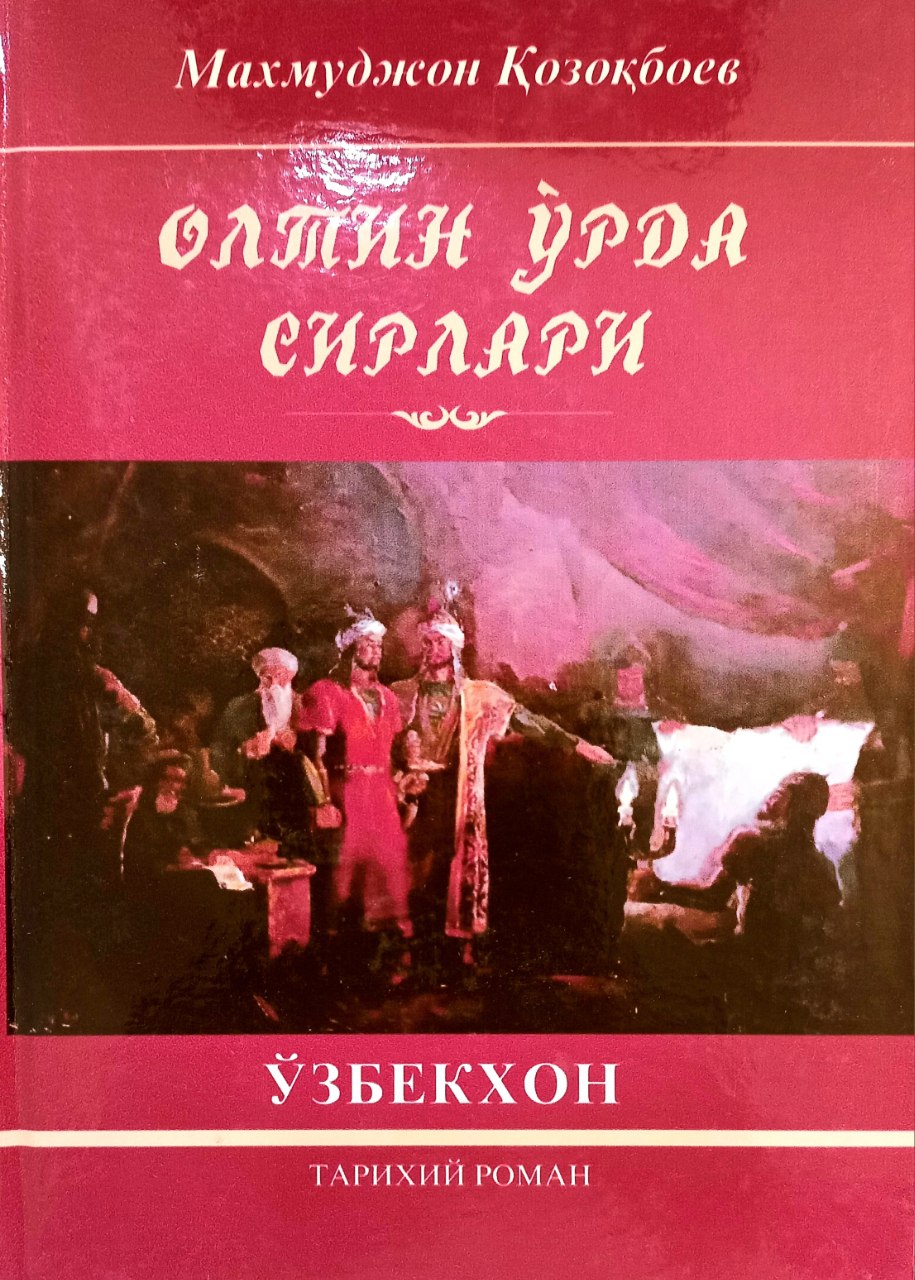 Махмуджон Қозоқбоев
ОЛТИН ЎРДА
СИРЛАРИ
ЎЗБЕКХОН
ТАРИХИЙ РОМАН